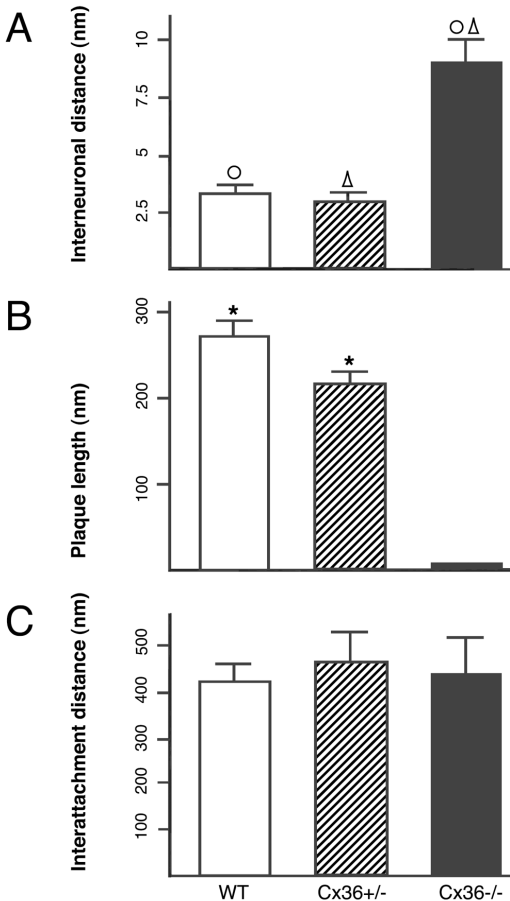 A
Interneuronal distance (nm)
10
7.5
5
2.5
B
Plaque length (nm)
300
200
100
* *
C
Interattachment distance (nm)
500
400
300
200
100
WT Cx36+/- Cx36-/-